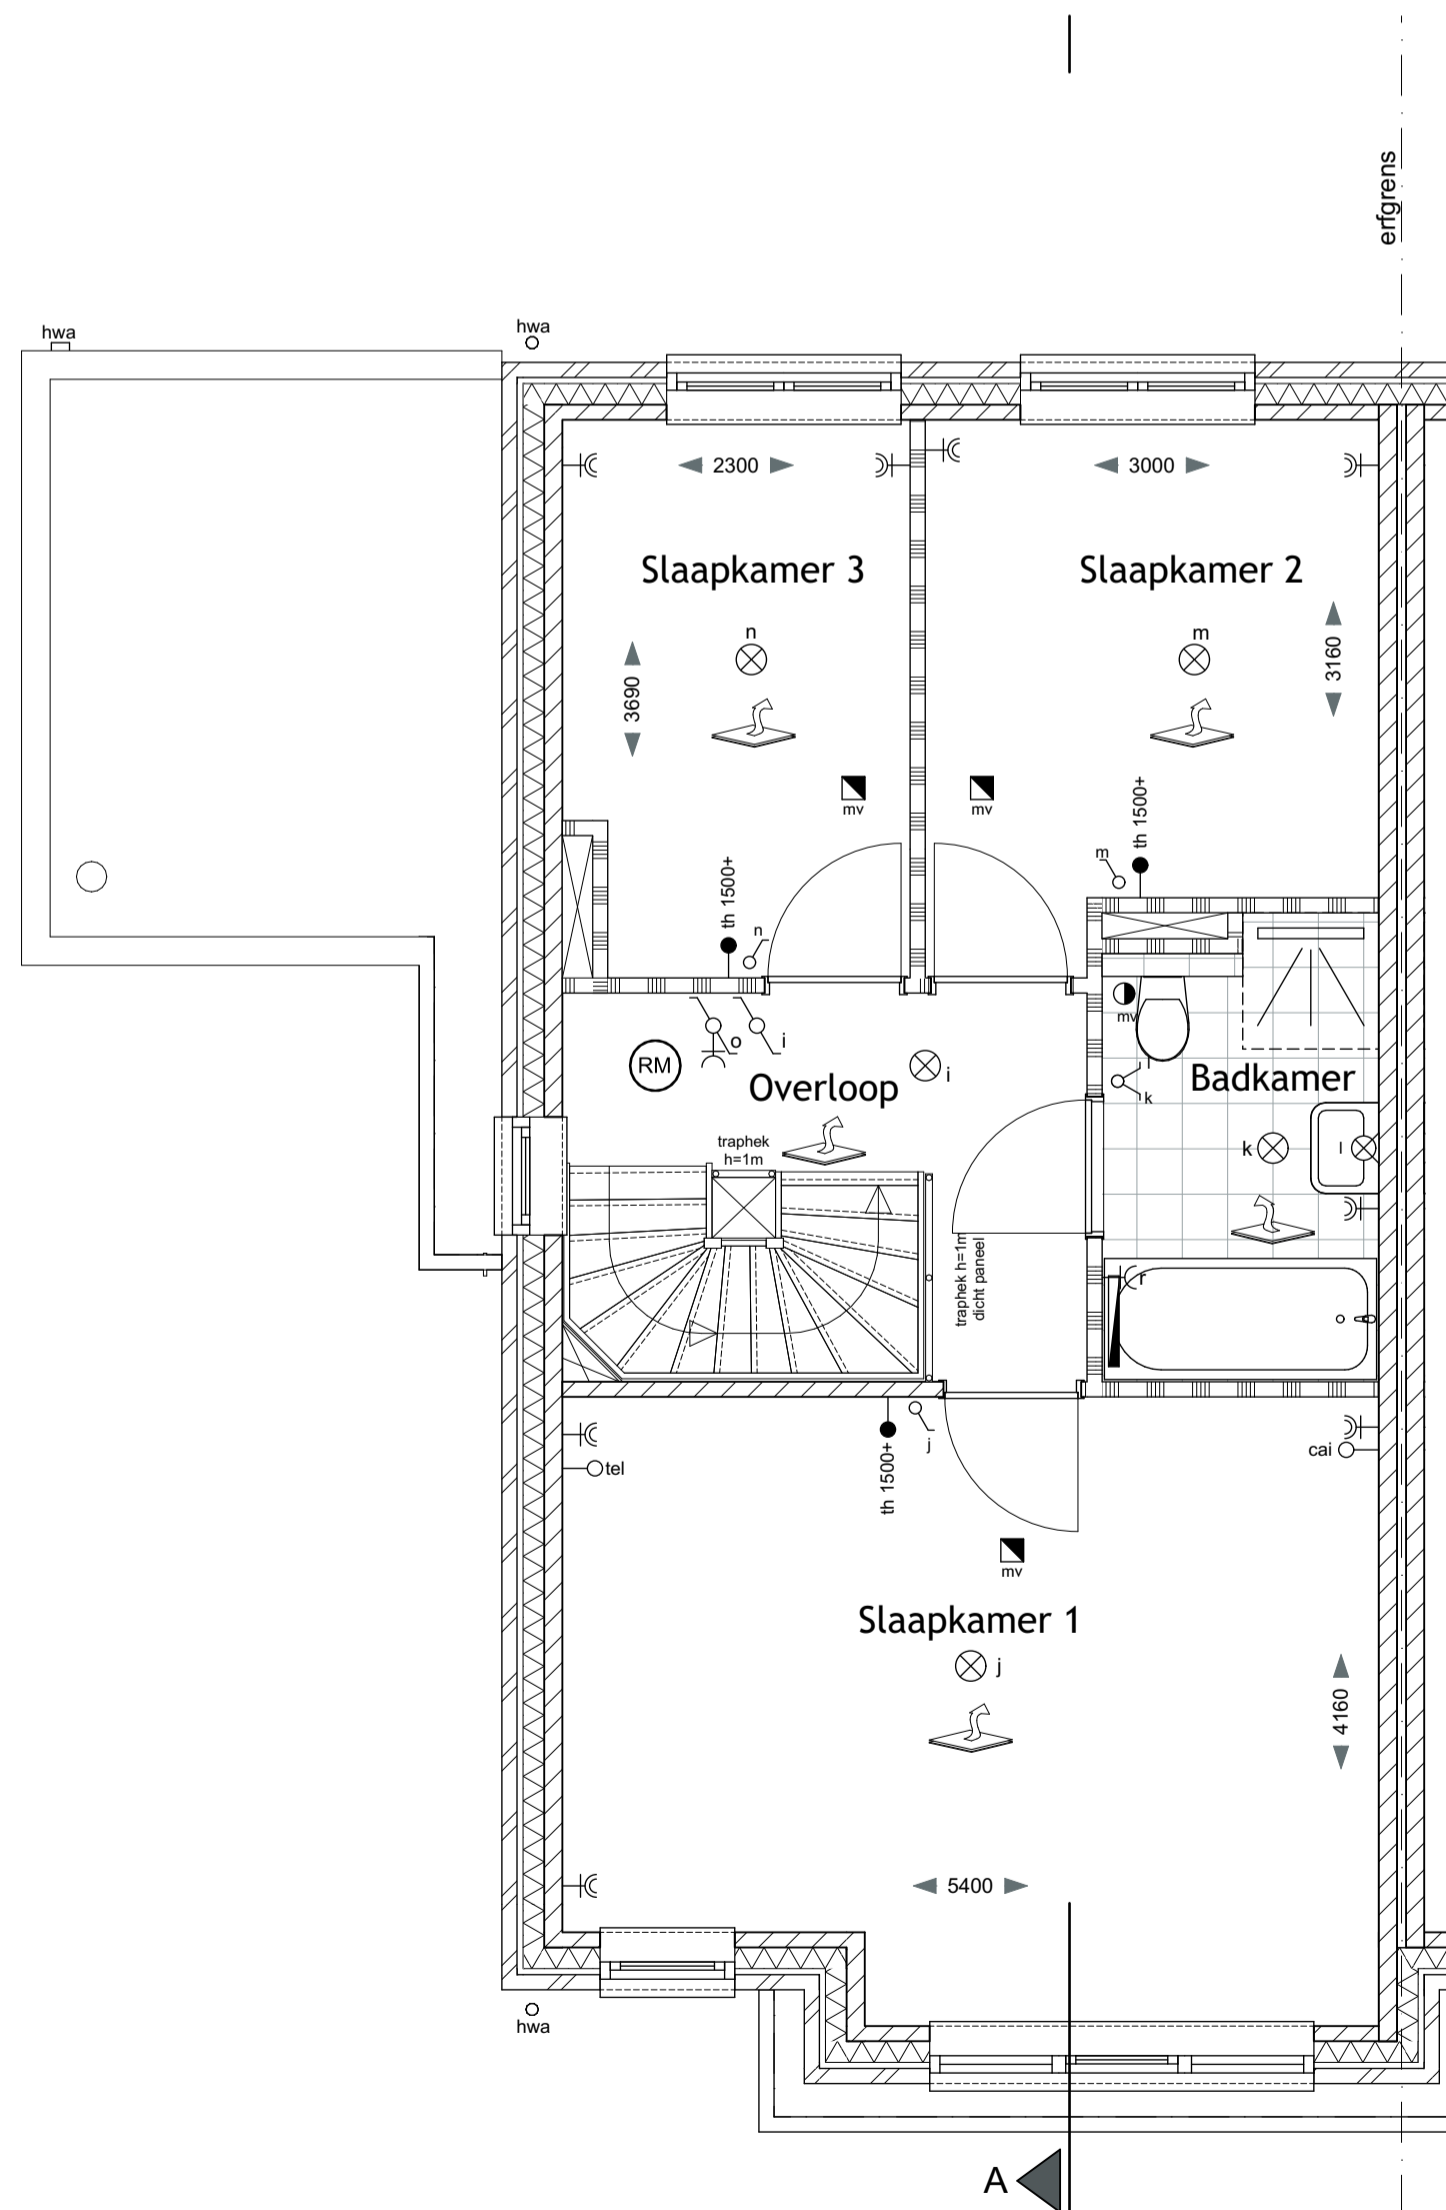 erfgrens
hwa
hwa
2300
3000
Slaapkamer 3
Slaapkamer 2
n
m
3690
3160
mv
mv
th 1500+
m
th 1500+
n
mv
o
i
RM
i
Overloop
l
k
Badkamer
traphek
h=1m
k
l
traphek h=1m
dicht paneel
r
th 1500+
j
tel
cai
mv
Slaapkamer 1
j
4160
5400
hwa
A